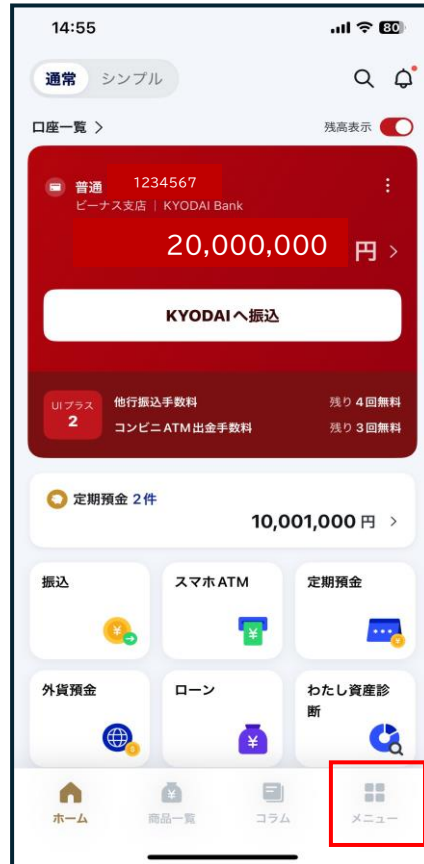 14:55
80
通常 シンプル
口座一覧 >
残高表示
普通 1234567
ビーナス支店 | KYODAI Bank
20,000,000 円 >
KYODAIへ振込
UIプラス
2
他行振込手数料 残り4回無料
コンビニATM出金手数料 残り3回無料
定期預金 2件
10,001,000 円 >
振込
スマホATM
定期預金
外貨預金
ローン
わたし資産診
断
ホーム
商品一覧
コラム
メニュー